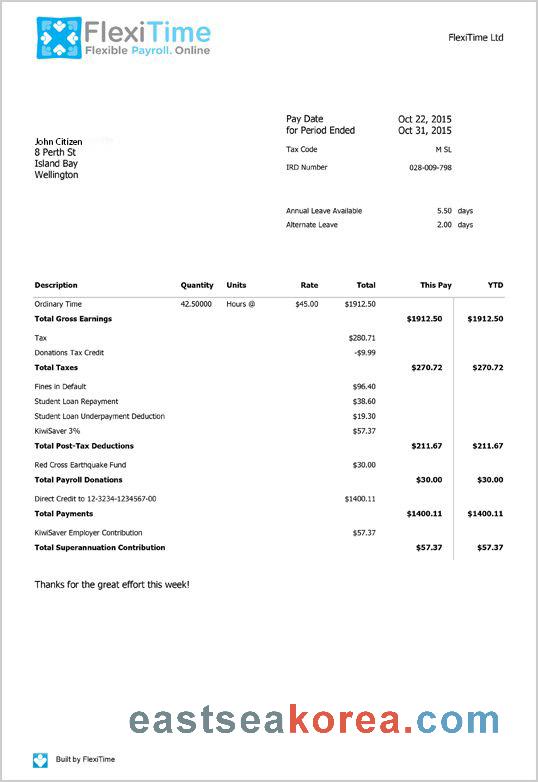 FlexiTime
Flexible Payroll. Online
FlexiTime Ltd
Pay Date Oct 22, 2015
for Period Ended Oct 31, 2015
Tax Code M SL
IRD Number 028-009-798
John Citizen
8 Perth St
Island Bay
Wellington
Annual Leave Available 5.50 days
Alternate Leave 2.00 days
Description Quantity Units Rate Total This Pay YTD
Ordinary Time 42.50000 Hours @ $45.00 $1912.50
Total Gross Earnings $1912.50 $1912.50
Tax $280.71
Donations Tax Credit -$9.99
Total Taxes $270.72 $270.72
Fines in Default $96.40
Student Loan Repayment $38.60
Student Loan Underpayment Deduction $19.30
KiwiSaver 3% $57.37
Total Post-Tax Deductions $211.67 $211.67
Red Cross Earthquake Fund $30.00
Total Payroll Donations $30.00 $30.00
Direct Credit to 12-3234-1234567-00 $1400.11
Total Payments $1400.11 $1400.11
KiwiSaver Employer Contribution $57.37
Total Superannuation Contribution $57.37 $57.37
Thanks for the great effort this week!
eastseakorea.com
Built by FlexiTime